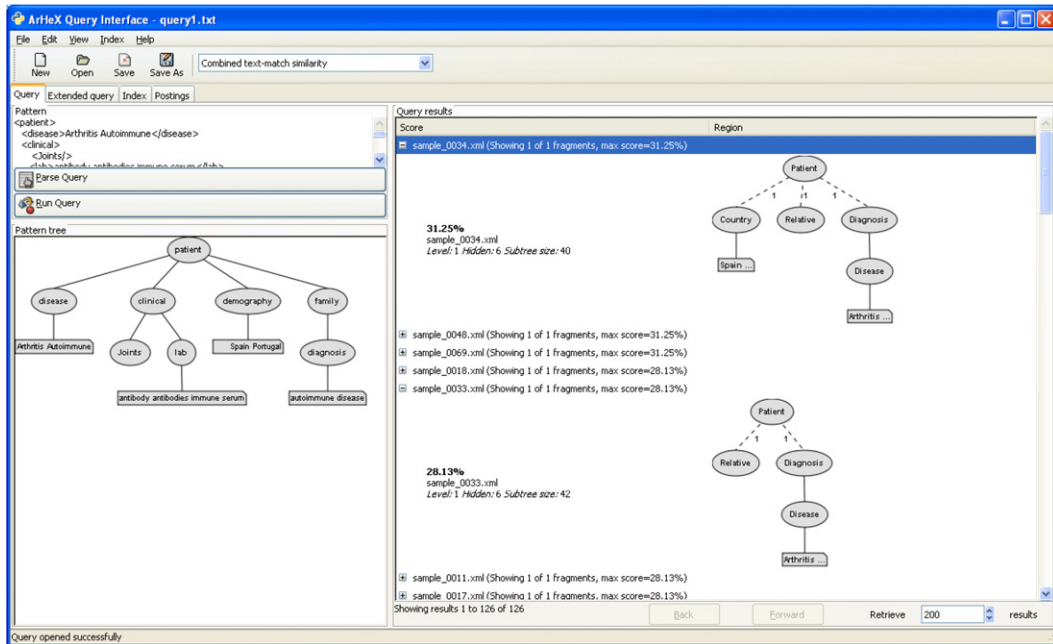 ArHeX Query Interface - query1.txt
File Edit View Index Help
New Open Save Save As Combined text-match similarity
Query Extended query Index Postings
Pattern
<patient>
<disease>Arthritis Autoimmune</disease>
<clinical>
<Joints/>
<lab>antibody antibodies immune serum</lab>
Parse Query
Run Query
Pattern tree
patient
disease clinical demography family
Arthritis Autoimmune Joints lab Spain Portugal diagnosis
antibody antibodies immune serum autoimmune disease
Query results
Score Region
sample_0034.xml (Showing 1 of 1 fragments, max score=31.25%)
Patient
1 1 1
Country Relative Diagnosis
31.25%
sample_0034.xml
Level: 1 Hidden: 6 Subtree size: 40
Spain ...
Disease
Arthritis ...
sample_0048.xml (Showing 1 of 1 fragments, max score=31.25%)
sample_0069.xml (Showing 1 of 1 fragments, max score=31.25%)
sample_0018.xml (Showing 1 of 1 fragments, max score=28.13%)
sample_0033.xml (Showing 1 of 1 fragments, max score=28.13%)
Patient
1 1
Relative Diagnosis
28.13%
sample_0033.xml
Level: 1 Hidden: 6 Subtree size: 42
Disease
Arthritis ...
sample_0011.xml (Showing 1 of 1 fragments, max score=28.13%)
sample_0017.xml (Showing 1 of 1 fragments, max score=28.13%)
Showing results 1 to 126 of 126 Back Forward Retrieve 200 results
Query opened successfully